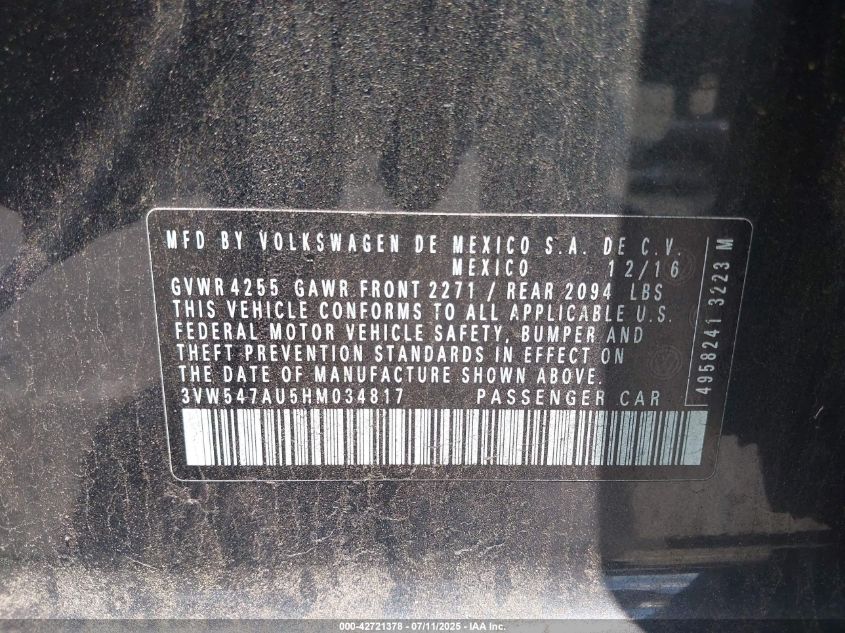 MFD BY VOLKSWAGEN DE MEXICO S.A. DE C.V.
MEXICO 12/16
GVWR 4255 GAWR FRONT 2271 / REAR 2094 LBS
THIS VEHICLE CONFORMS TO ALL APPLICABLE U.S.
FEDERAL MOTOR VEHICLE SAFETY, BUMPER AND
THEFT PREVENTION STANDARDS IN EFFECT ON
THE DATE OF MANUFACTURE SHOWN ABOVE.
3VW547AU5HM034817 PASSENGER CAR
4958241 3223 M
000-42721378 - 07/11/2025 - IAA Inc.